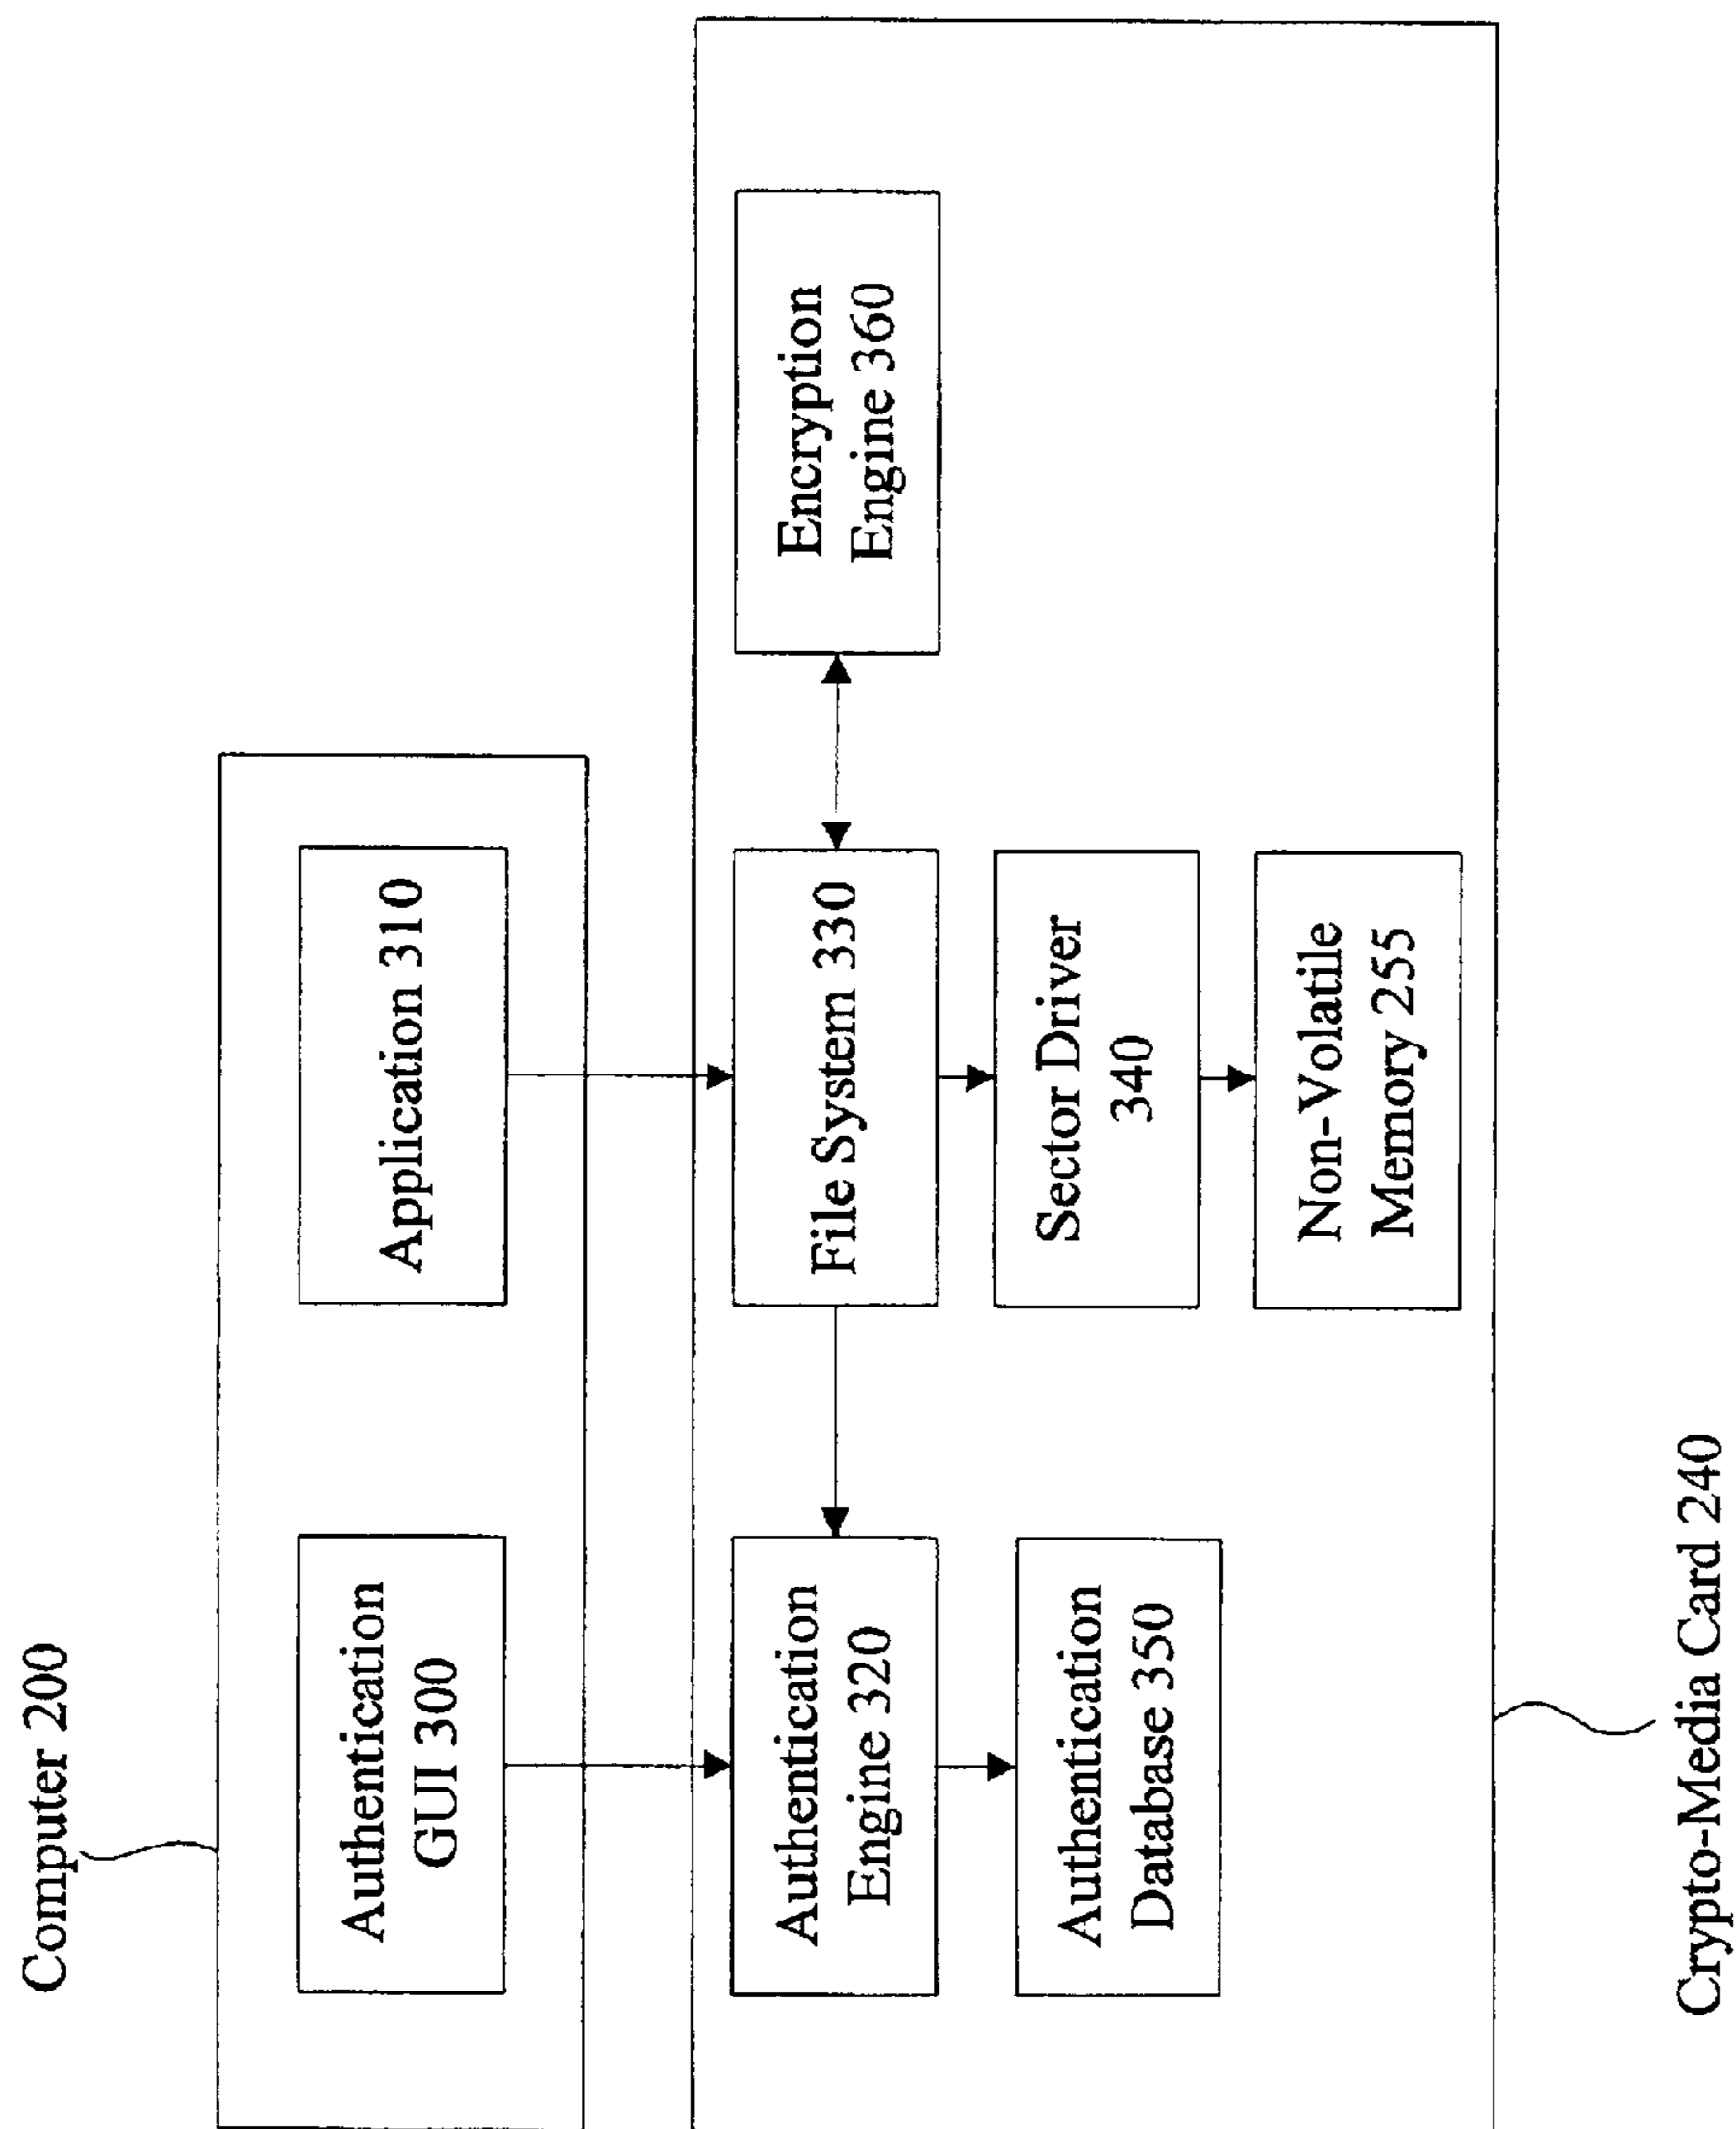 Computer 200
Authentication
GUI 300
Application 310
Authentication
Engine 320
File System 330
Encryption
Engine 360
Authentication
Database 350
Sector Driver
340
Non-Volatile
Memory 255
Crypto-Media Card 240